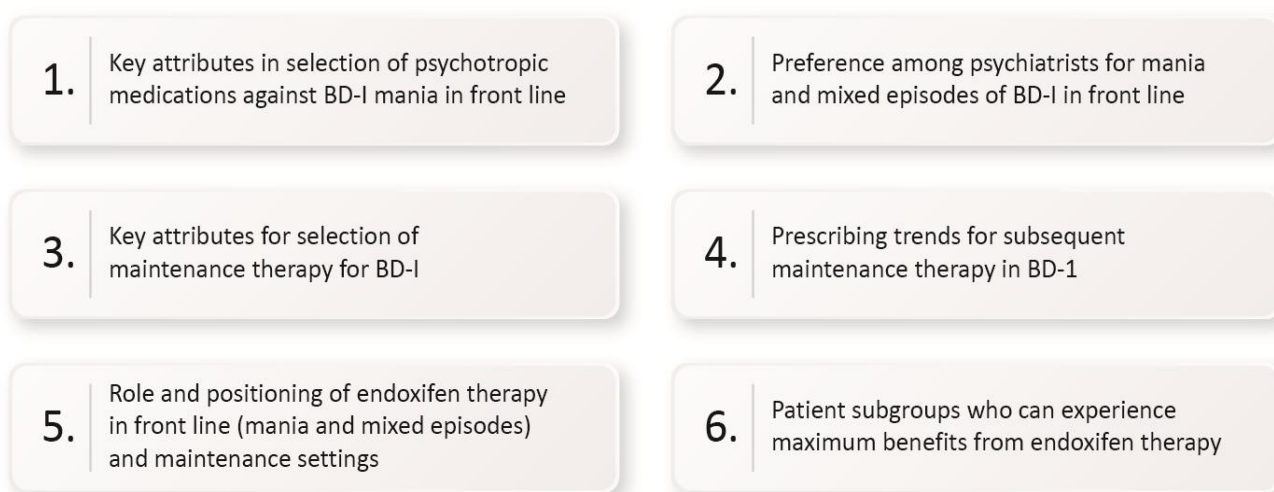 1.
Key attributes in selection of psychotropic
medications against BD-I mania in front line
2.
Preference among psychiatrists for mania
and mixed episodes of BD-I in front line
3.
Key attributes for selection of
maintenance therapy for BD-I
4.
Prescribing trends for subsequent
maintenance therapy in BD-1
5.
Role and positioning of endoxifen therapy
in front line (mania and mixed episodes)
and maintenance settings
6.
Patient subgroups who can experience
maximum benefits from endoxifen therapy